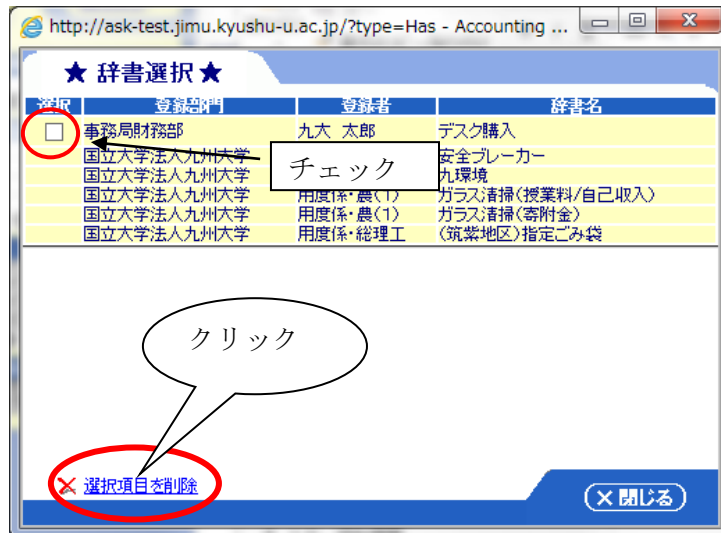 http://ask-test.jimu.kyushu-u.ac.jp/?type=Has - Accounting ...
★ 辞書選択 ★
選択 登録部門 登録者 辞書名
事務局財務部 九大 太郎 デスク購入
国立大学法人九州大学 安全ブレーカー
国立大学法人九州大学 九環境
チェック
国立大学法人九州大学 用度係・農(1) ガラス清掃(授業料/自己収入)
国立大学法人九州大学 用度係・農(1) ガラス清掃(寄附金)
国立大学法人九州大学 用度係・総理工 (筑紫地区)指定ごみ袋
クリック
選択項目を削除
×閉じる